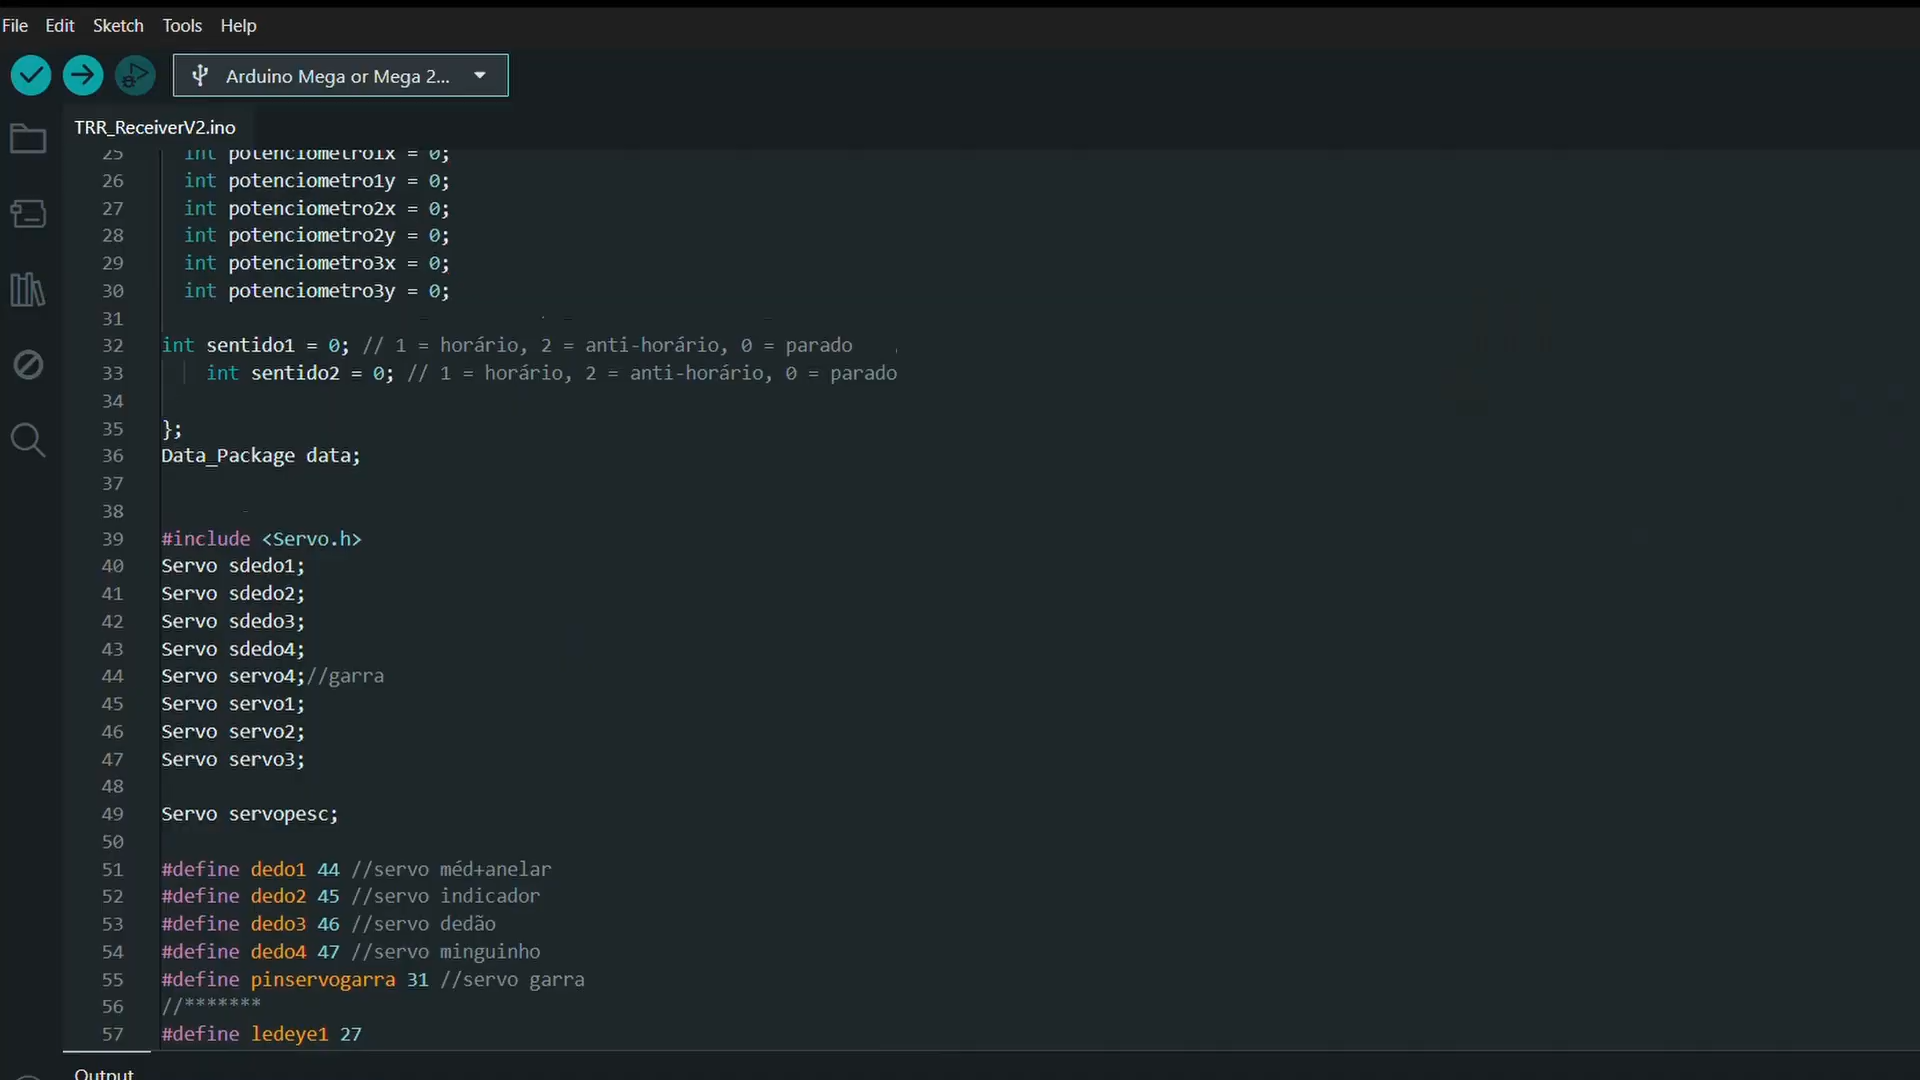 File Edit Sketch Tools Help
Arduino Mega or Mega 2...
TRR_ReceiverV2.ino
25 int potenciometro1x = 0;
26 int potenciometro1y = 0;
27 int potenciometro2x = 0;
28 int potenciometro2y = 0;
29 int potenciometro3x = 0;
30 int potenciometro3y = 0;
31
32 int sentido1 = 0; // 1 = horário, 2 = anti-horário, 0 = parado
33 int sentido2 = 0; // 1 = horário, 2 = anti-horário, 0 = parado
34
35 };
36 Data_Package data;
37
38
39 #include <Servo.h>
40 Servo sdedo1;
41 Servo sdedo2;
42 Servo sdedo3;
43 Servo sdedo4;
44 Servo servo4;//garra
45 Servo servo1;
46 Servo servo2;
47 Servo servo3;
48
49 Servo servopesc;
50
51 #define dedo1 44 //servo méd+anelar
52 #define dedo2 45 //servo indicador
53 #define dedo3 46 //servo dedão
54 #define dedo4 47 //servo minguinho
55 #define pinservogarra 31 //servo garra
56 //*******
57 #define ledeye1 27
Output